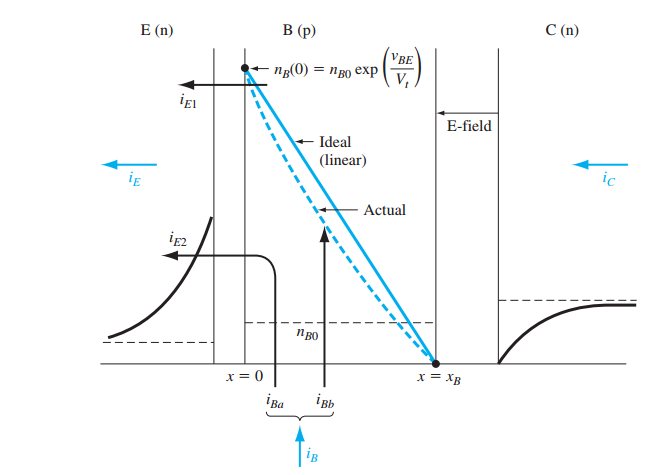 E (n)
B (p)
C (n)
n_B(0) = n_B0 exp (v_BE / V_t)
i_E1
E-field
Ideal
(linear)
i_E
i_C
Actual
i_E2
n_B0
x = 0
x = x_B
i_Ba
i_Bb
i_B